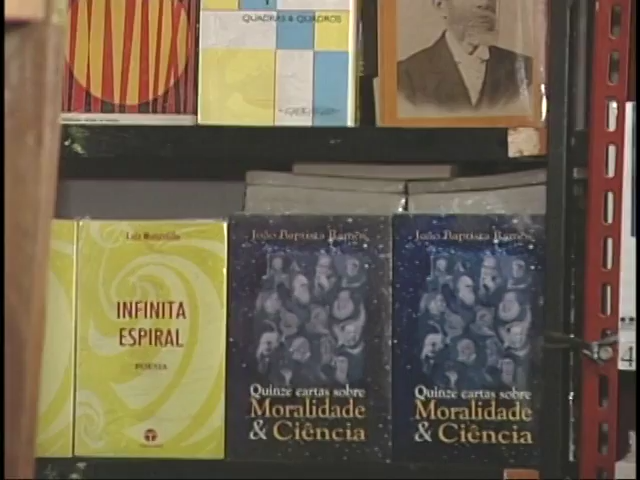 QUADRAS & QUADROS
INFINITA
ESPIRAL
POESIA
João Baptista Ramos
Quinze cartas sobre
Moralidade
& Ciência
João Baptista Ramos
Quinze cartas sobre
Moralidade
& Ciência
4